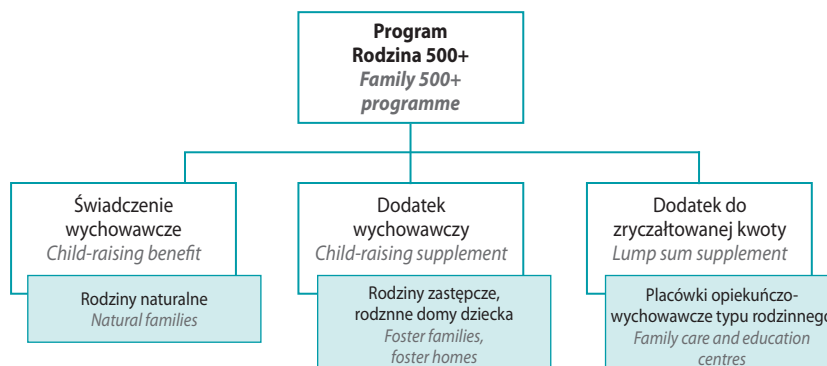 Program
Rodzina 500+
Family 500+
programme
Świadczenie
wychowawcze
Child-raising benefit
Rodziny naturalne
Natural families
Dodatek
wychowawczy
Child-raising supplement
Rodziny zastępcze,
rodznne domy dziecka
Foster families,
foster homes
Dodatek do
zryczałtowanej kwoty
Lump sum supplement
Placówki opiekuńczo-
wychowawcze typu rodzinnego
Family care and education
centres